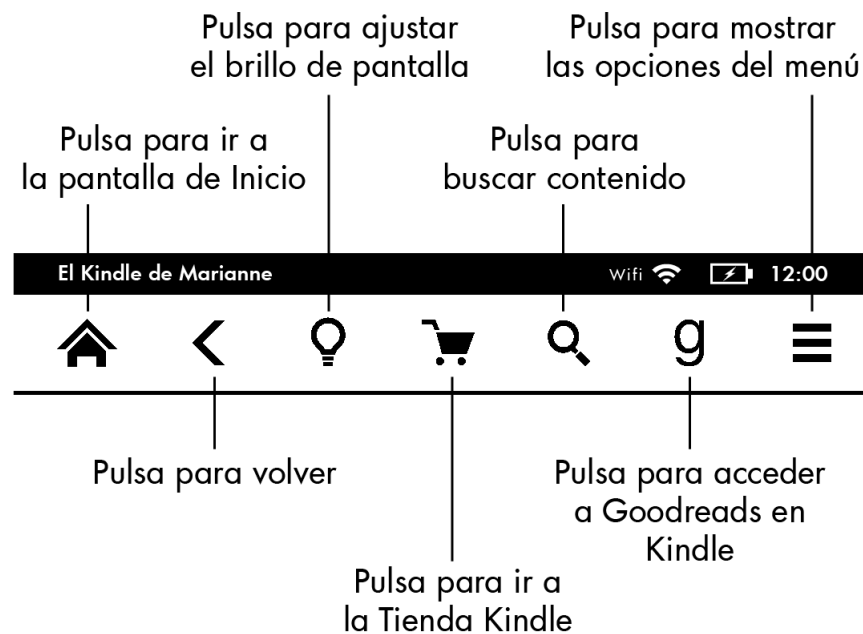 Pulsa para ajustar
el brillo de pantalla
Pulsa para mostrar
las opciones del menú
Pulsa para ir a
la pantalla de Inicio
Pulsa para
buscar contenido
El Kindle de Marianne
Wifi
12:00
g
Pulsa para volver
Pulsa para acceder
a Goodreads en
Kindle
Pulsa para ir a
la Tienda Kindle